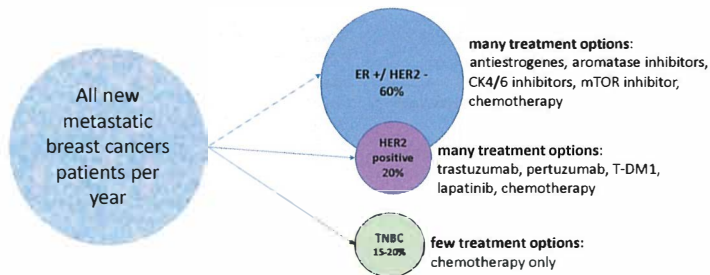 All new
metastatic
breast cancers
patients per
year
ER +/ HER2 -
60%
many treatment options:
antiestrogenes, aromatase inhibitors,
CK4/6 inhibitors, mTOR inhibitor,
chemotherapy
HER2
positive
20%
many treatment options:
trastuzumab, pertuzumab, T-DM1,
lapatinib, chemotherapy
TNBC
15-20%
few treatment options:
chemotherapy only